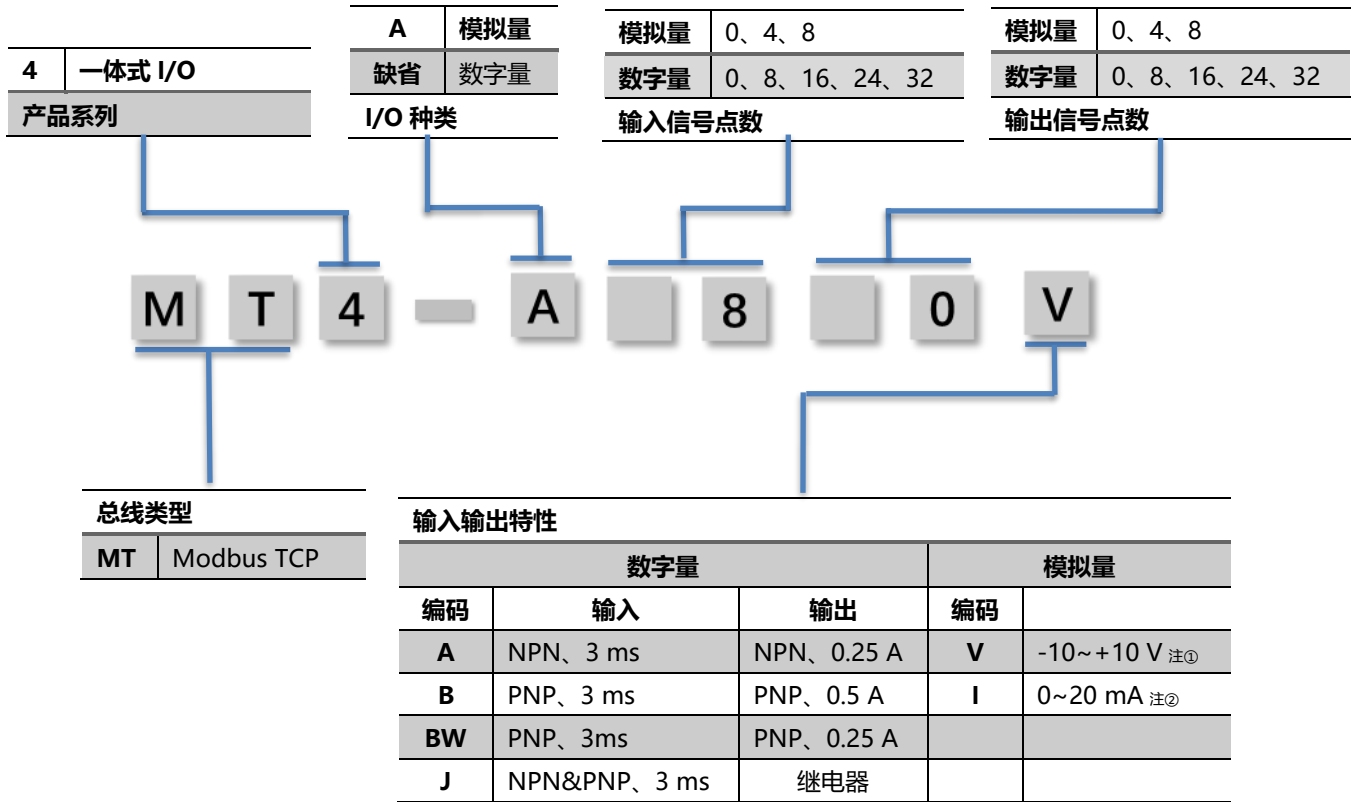 4 一体式 I/O
产品系列
A 模拟量
缺省 数字量
I/O 种类
模拟量 0、4、8
数字量 0、8、16、24、32
输入信号点数
模拟量 0、4、8
数字量 0、8、16、24、32
输出信号点数
M T 4 - A 8 0 V
总线类型
MT Modbus TCP
输入输出特性
数字量 模拟量
编码 输入 输出 编码
A NPN、3 ms NPN、0.25 A V -10~+10 V 注①
B PNP、3 ms PNP、0.5 A I 0~20 mA 注②
BW PNP、3ms PNP、0.25 A
J NPN&PNP、3 ms 继电器